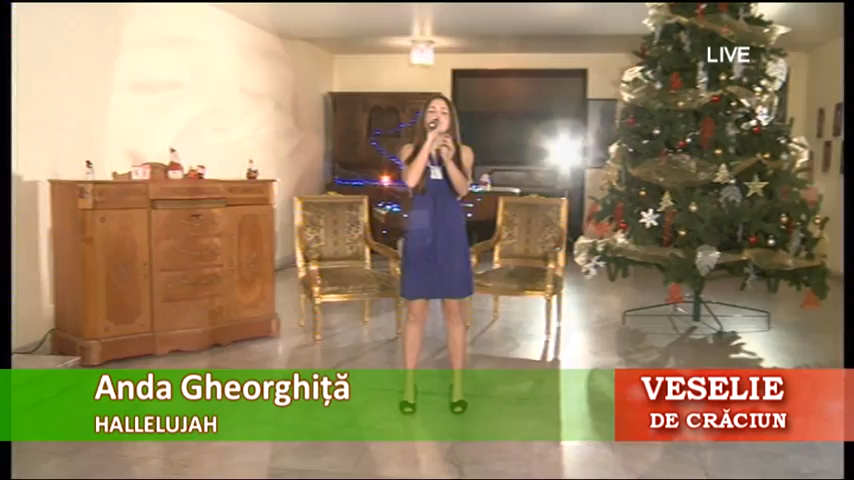 LIVE
Anda Gheorghiță
HALLELUJAH
VESELIE
DE CRĂCIUN